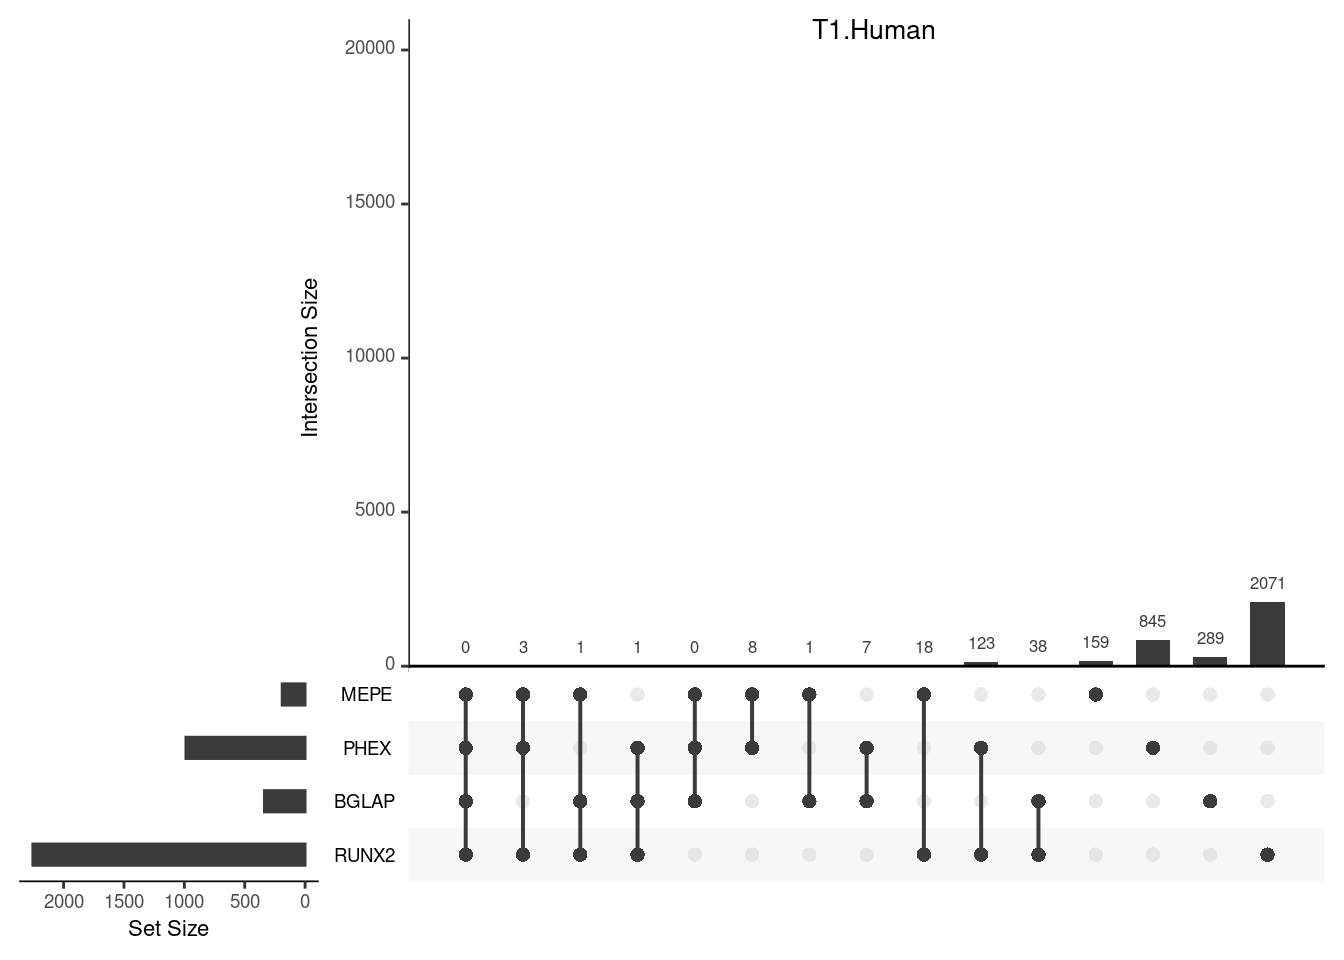 T1.Human
20000
15000
10000
5000
0
Intersection Size
0 3 1 1 0 8 1 7 18 123 38 159 845 289 2071
MEPE
PHEX
BGLAP
RUNX2
2000 1500 1000 500 0
Set Size